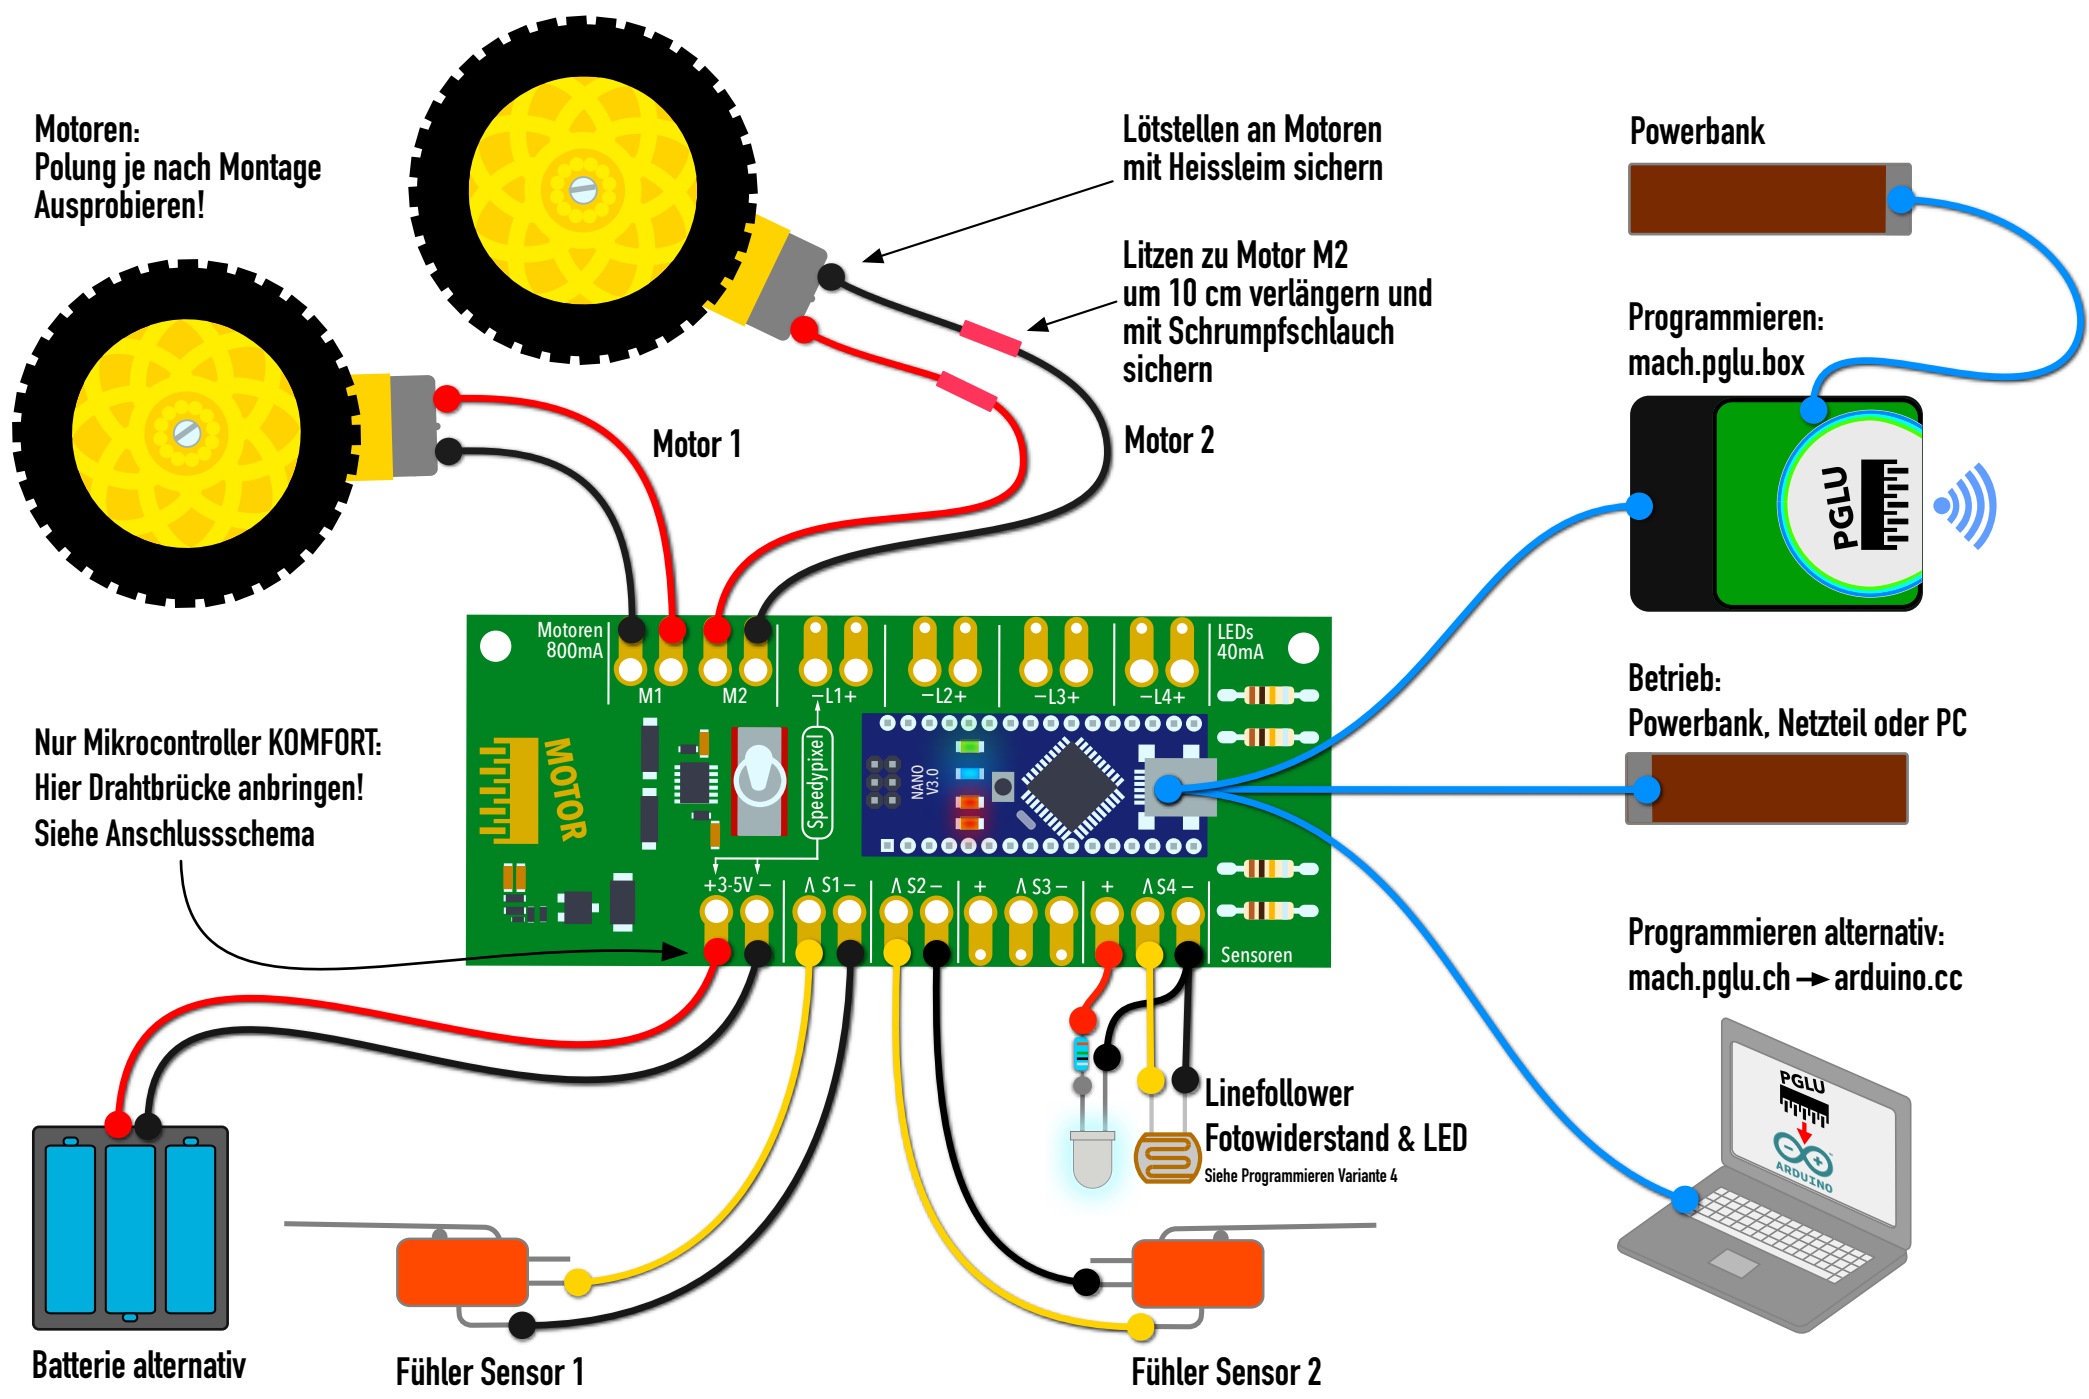 Motoren:
Polung je nach Montage
Ausprobieren!
Lötstellen an Motoren
mit Heissleim sichern
Litzen zu Motor M2
um 10 cm verlängern und
mit Schrumpfschlauch
sichern
Motor 1
Motor 2
Powerbank
Programmieren:
mach.pglu.box
PGLU
Betrieb:
Powerbank, Netzteil oder PC
Nur Mikrocontroller KOMFORT:
Hier Drahtbrücke anbringen!
Siehe Anschlussschema
Motoren
800mA
M1
M2
−L1+
−L2+
−L3+
−L4+
LEDs
40mA
MOTOR
Speedypixel
NANO
V3.0
+3-5V −
Λ S1 −
Λ S2 −
+ Λ S3 −
+ Λ S4 −
Sensoren
Programmieren alternativ:
mach.pglu.ch → arduino.cc
PGLU
ARDUINO
Linefollower
Fotowiderstand & LED
Siehe Programmieren Variante 4
Batterie alternativ
Fühler Sensor 1
Fühler Sensor 2